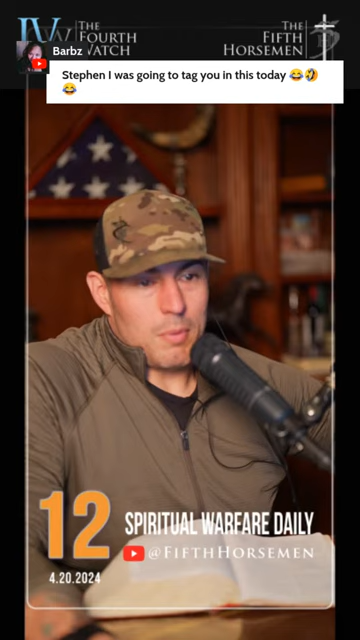 IV THE
FOURTH
WATCH
THE
FIFTH
HORSEMEN
Barbz
Stephen I was going to tag you in this today 😂🤣
😂
12
SPIRITUAL WARFARE DAILY
@FIFTHHORSEMEN
4.20.2024